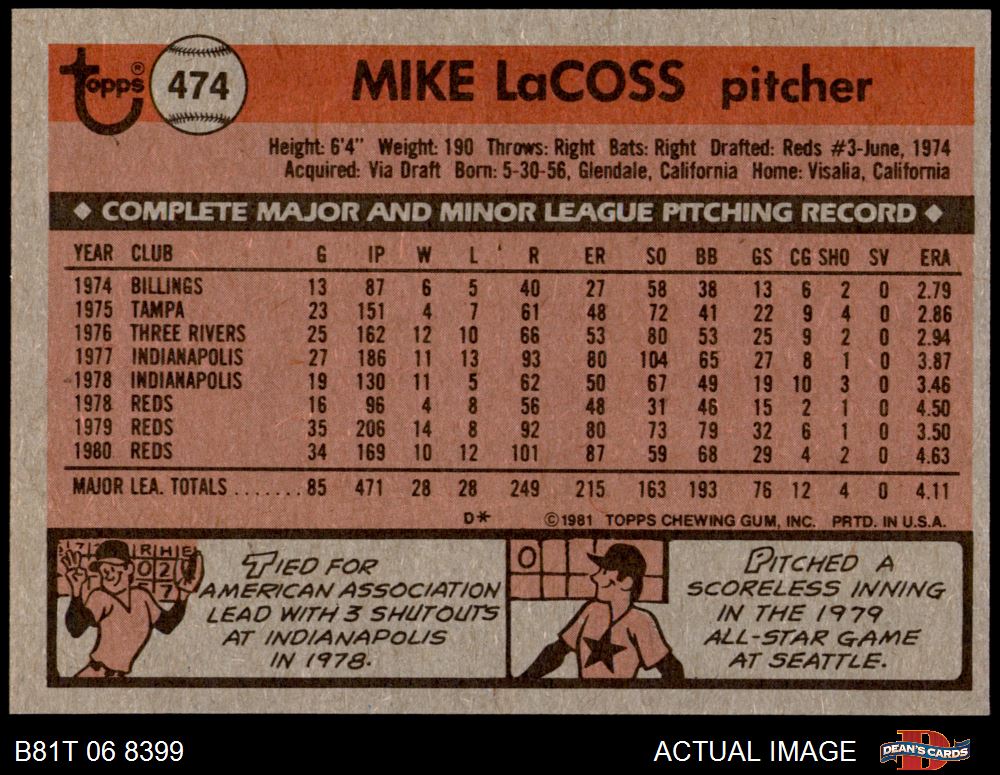 Topps® 474 MIKE LaCOSS pitcher
Height: 6'4" Weight: 190 Throws: Right Bats: Right Drafted: Reds #3-June, 1974
Acquired: Via Draft Born: 5-30-56, Glendale, California Home: Visalia, California
◆ COMPLETE MAJOR AND MINOR LEAGUE PITCHING RECORD ◆
YEAR CLUB G IP W L R ER SO BB GS CG SHO SV ERA
1974 BILLINGS 13 87 6 5 40 27 58 38 13 6 2 0 2.79
1975 TAMPA 23 151 4 7 61 48 72 41 22 9 4 0 2.86
1976 THREE RIVERS 25 162 12 10 66 53 80 53 25 9 2 0 2.94
1977 INDIANAPOLIS 27 186 11 13 93 80 104 65 27 8 1 0 3.87
1978 INDIANAPOLIS 19 130 11 5 62 50 67 49 19 10 3 0 3.46
1978 REDS 16 96 4 8 56 48 31 46 15 2 1 0 4.50
1979 REDS 35 206 14 8 92 80 73 79 32 6 1 0 3.50
1980 REDS 34 169 10 12 101 87 59 68 29 4 2 0 4.63
MAJOR LEA. TOTALS ....... 85 471 28 28 249 215 163 193 76 12 4 0 4.11
D* ©1981 TOPPS CHEWING GUM, INC. PRTD. IN U.S.A.
R H E
0 2
7
TIED FOR
AMERICAN ASSOCIATION
LEAD WITH 3 SHUTOUTS
AT INDIANAPOLIS
IN 1978.
0
PITCHED A
SCORELESS INNING
IN THE 1979
ALL-STAR GAME
AT SEATTLE.
B81T 06 8399 ACTUAL IMAGE DEAN'S CARDS